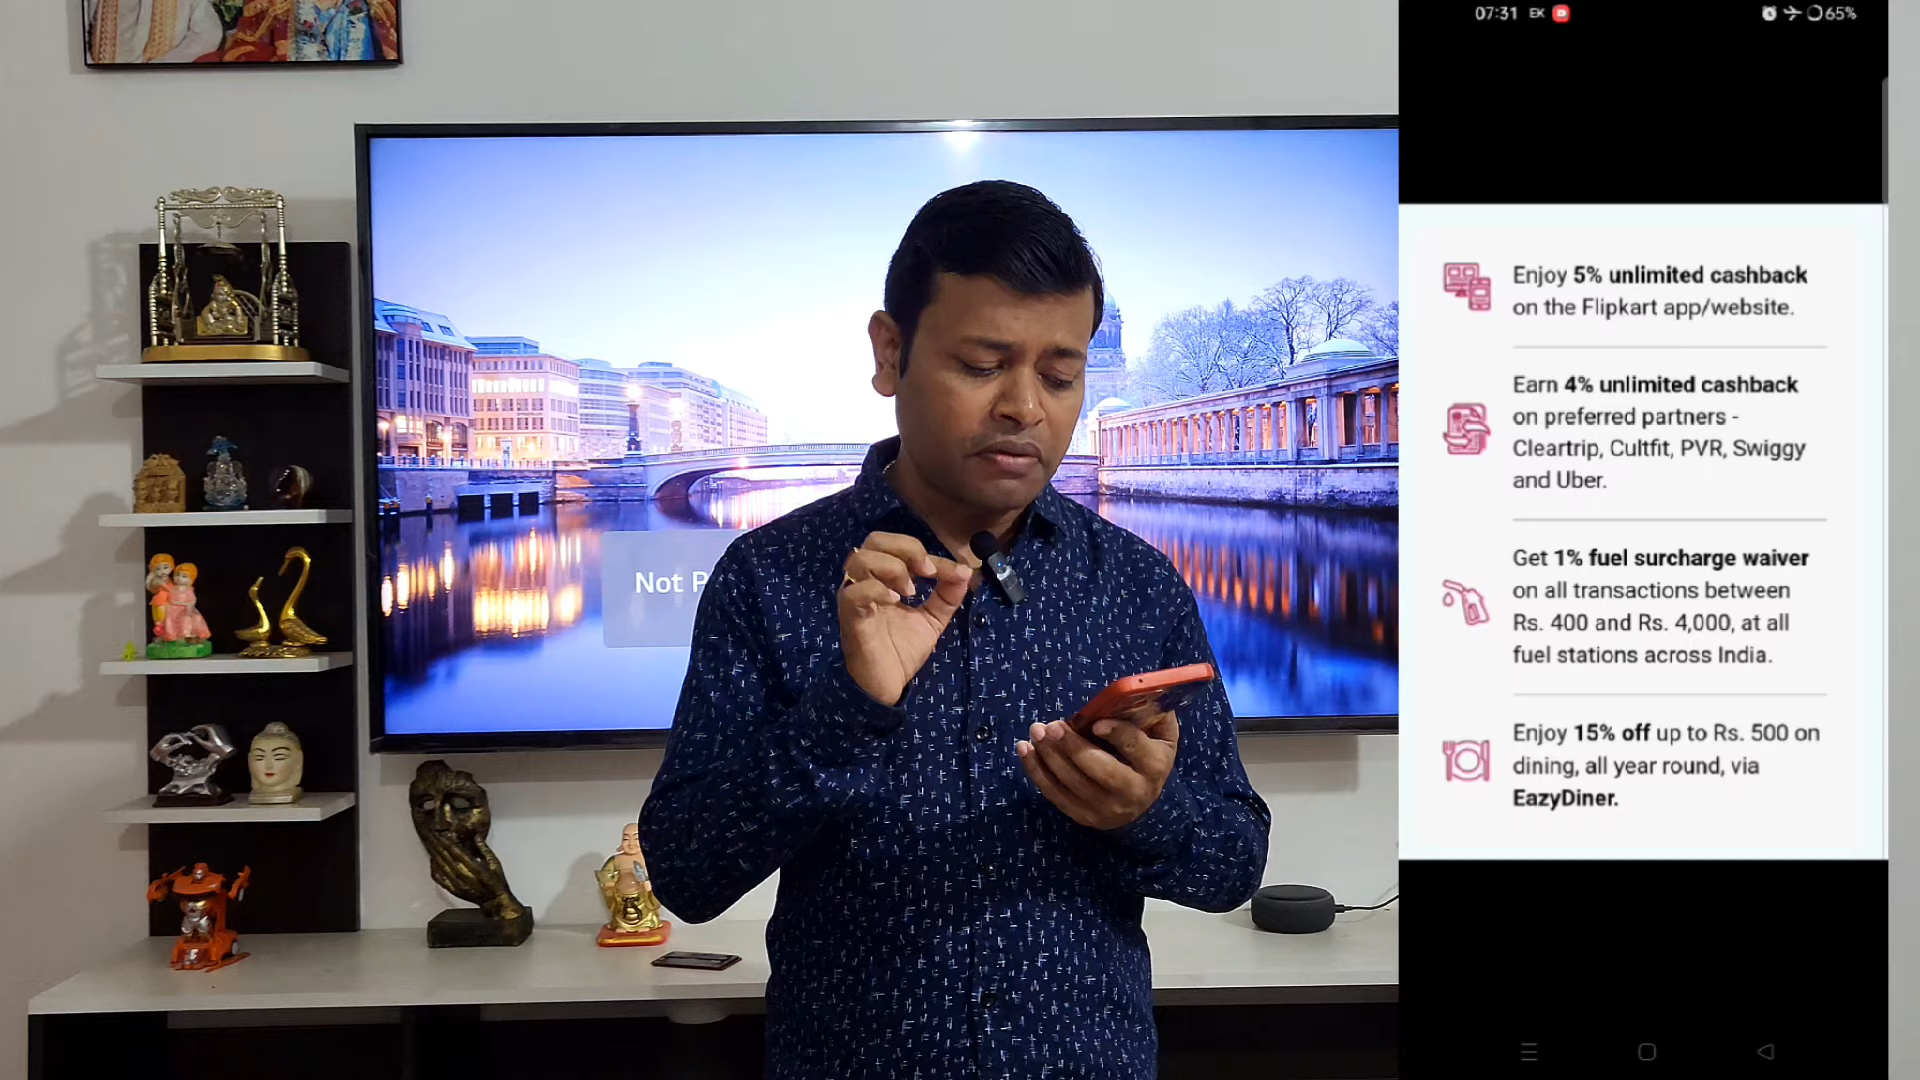 07:31 EK
65%
Enjoy 5% unlimited cashback
on the Flipkart app/website.
Earn 4% unlimited cashback
on preferred partners -
Cleartrip, Cultfit, PVR, Swiggy
and Uber.
Get 1% fuel surcharge waiver
on all transactions between
Rs. 400 and Rs. 4,000, at all
fuel stations across India.
Enjoy 15% off up to Rs. 500 on
dining, all year round, via
EazyDiner.
Not P